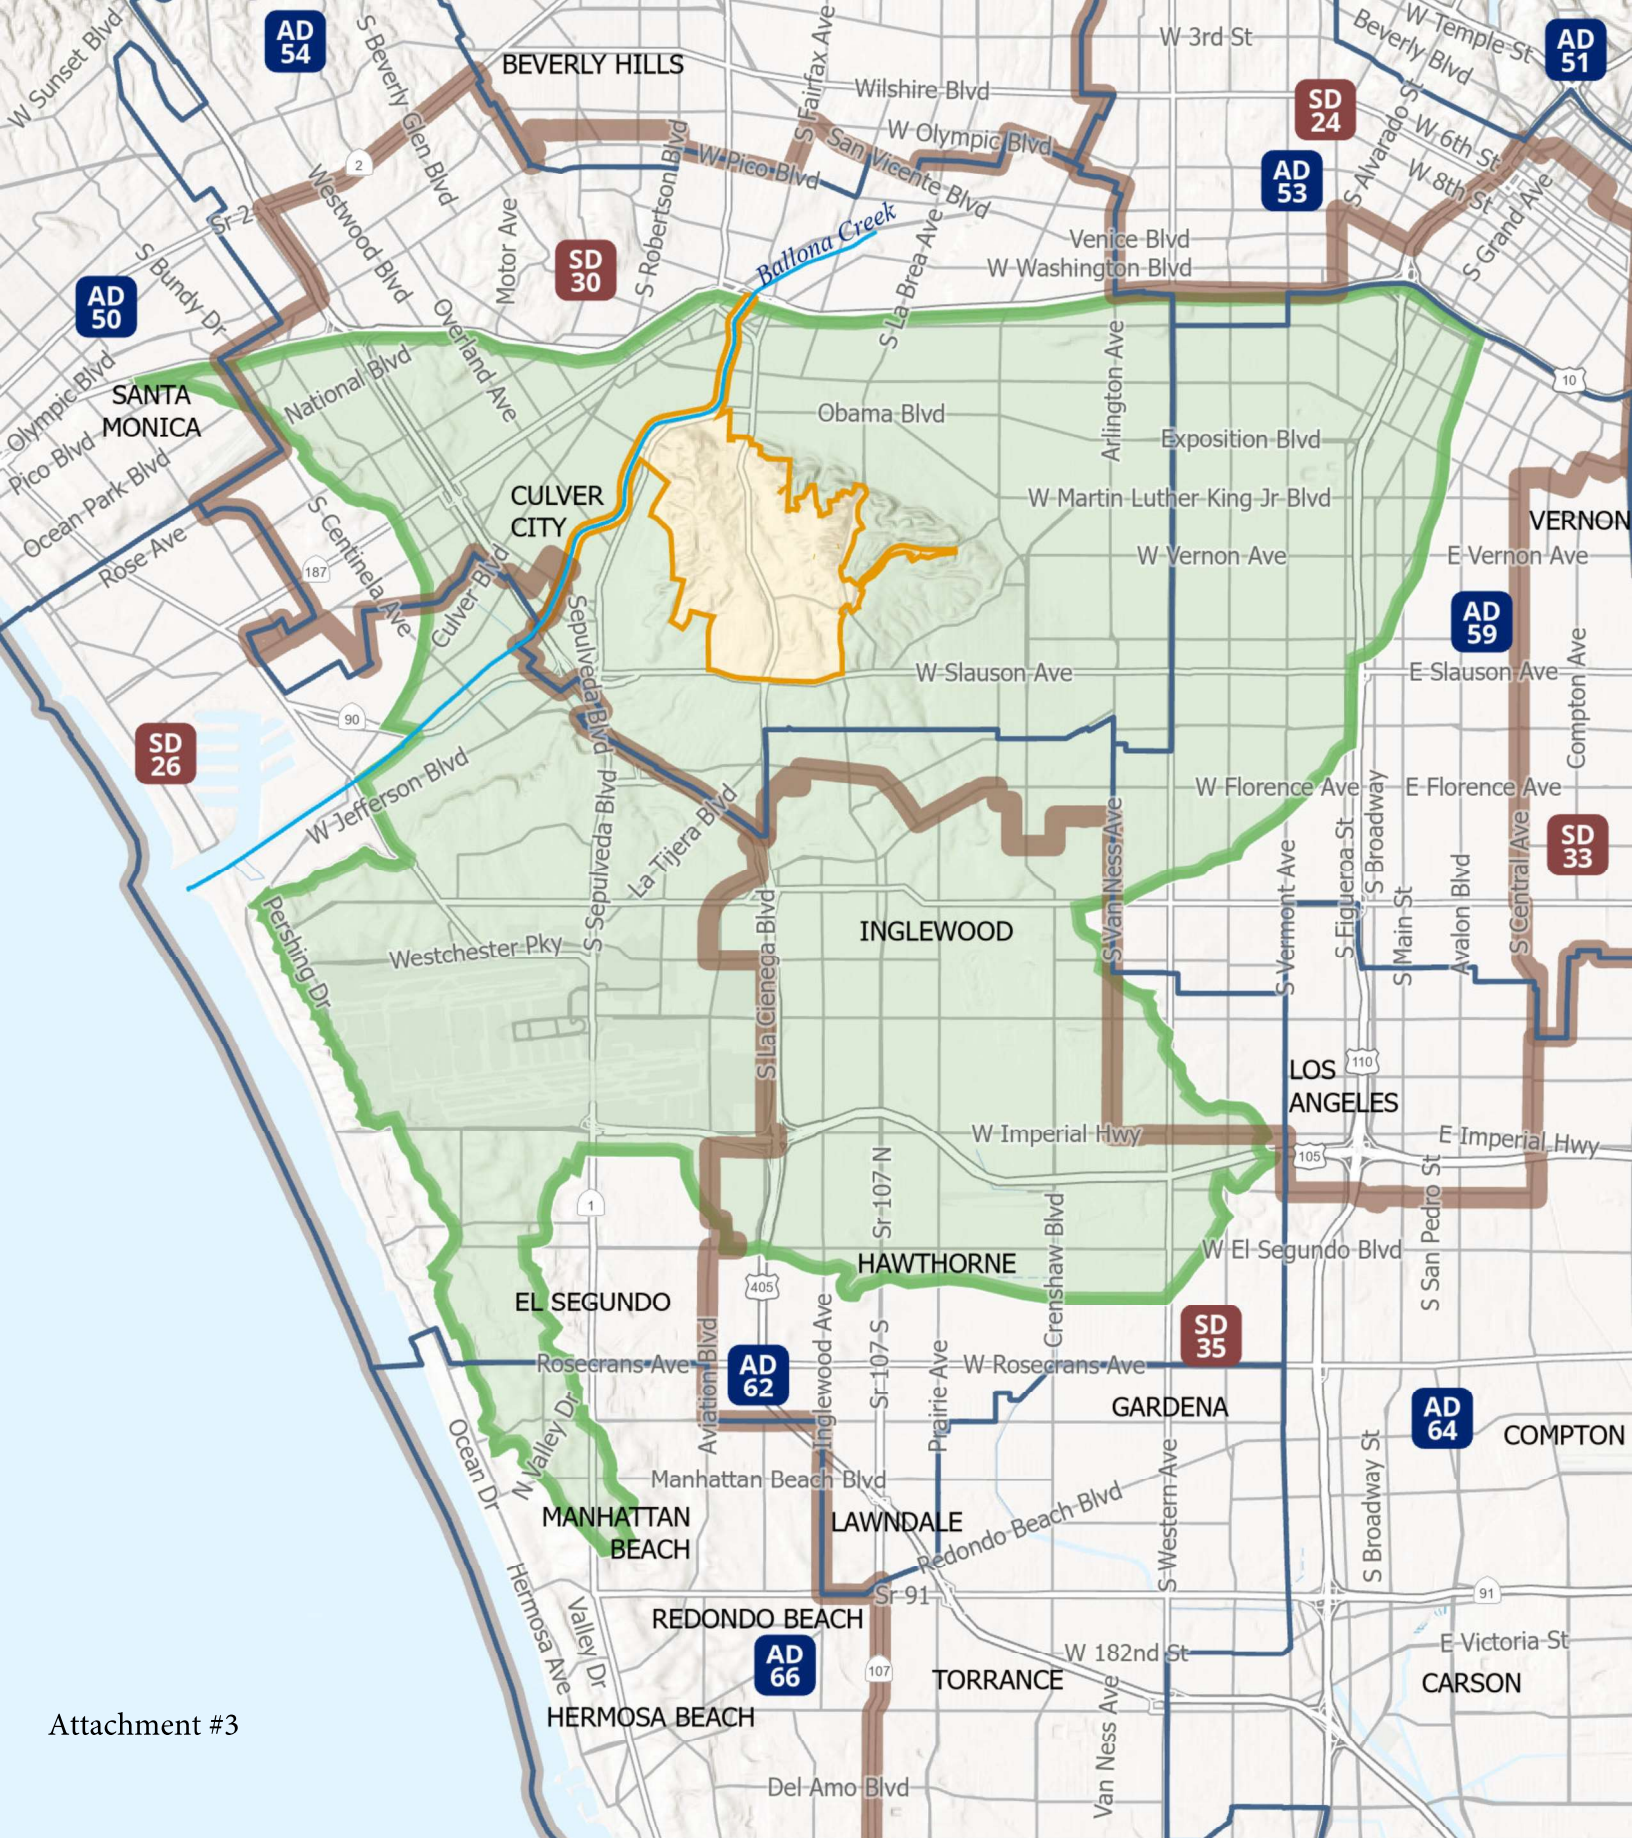 W Sunset Blvd
AD
54
S Beverly Glen Blvd
BEVERLY HILLS
S Fairfax Ave
W 3rd St
Beverly Blvd
W Temple St
AD
51
Wilshire Blvd
SD
24
S Alvarado St
W 6th St
W 8th St
S Grand Ave
2
Westwood Blvd
W Olympic Blvd
W Pico Blvd
San Vicente Blvd
AD
53
Sr 2
Motor Ave
S Robertson Blvd
Ballona Creek
S La Brea Ave
Venice Blvd
W Washington Blvd
S Bundy Dr
SD
30
AD
50
Overland Ave
National Blvd
Arlington Ave
10
Olympic Blvd
SANTA
MONICA
Pico Blvd
Ocean Park Blvd
Obama Blvd
Exposition Blvd
CULVER
CITY
W Martin Luther King Jr Blvd
VERNON
Rose Ave
S Centinela Ave
187
Culver Blvd
W Vernon Ave
E Vernon Ave
Sepulveda Blvd
AD
59
Compton Ave
W Slauson Ave
E Slauson Ave
90
SD
26
W Jefferson Blvd
S Sepulveda Blvd
La Tijera Blvd
W Florence Ave
E Florence Ave
S Van Ness Ave
S Vermont Ave
S Figueroa St
S Broadway
S Main St
Avalon Blvd
S Central Ave
SD
33
Pershing Dr
Westchester Pky
S La Cienega Blvd
INGLEWOOD
LOS
ANGELES
110
W Imperial Hwy
E Imperial Hwy
105
1
Sr 107 N
Crenshaw Blvd
S San Pedro St
HAWTHORNE
W El Segundo Blvd
405
EL SEGUNDO
Aviation Blvd
Inglewood Ave
Sr 107 S
Prairie Ave
SD
35
Rosecrans Ave
AD
62
W Rosecrans Ave
GARDENA
AD
64
COMPTON
Ocean Dr
N Valley Dr
Manhattan Beach Blvd
S Western Ave
S Broadway St
MANHATTAN
BEACH
LAWNDALE
Redondo Beach Blvd
Hermosa Ave
Valley Dr
Sr 91
91
REDONDO BEACH
AD
66
107
TORRANCE
W 182nd St
E Victoria St
CARSON
Van Ness Ave
HERMOSA BEACH
Attachment #3
Del Amo Blvd